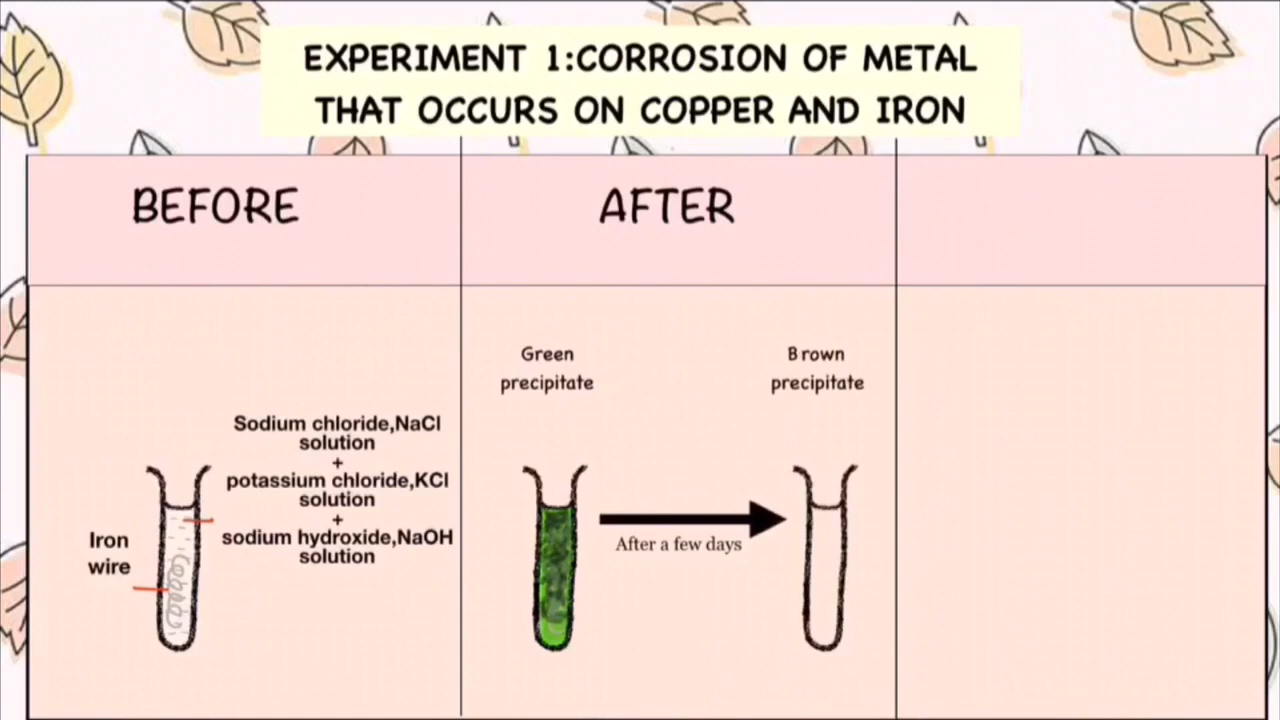 EXPERIMENT 1:CORROSION OF METAL
THAT OCCURS ON COPPER AND IRON
BEFORE
AFTER
Sodium chloride,NaCl
solution
+
potassium chloride,KCl
solution
+
sodium hydroxide,NaOH
solution
Iron
wire
Green
precipitate
After a few days
Brown
precipitate